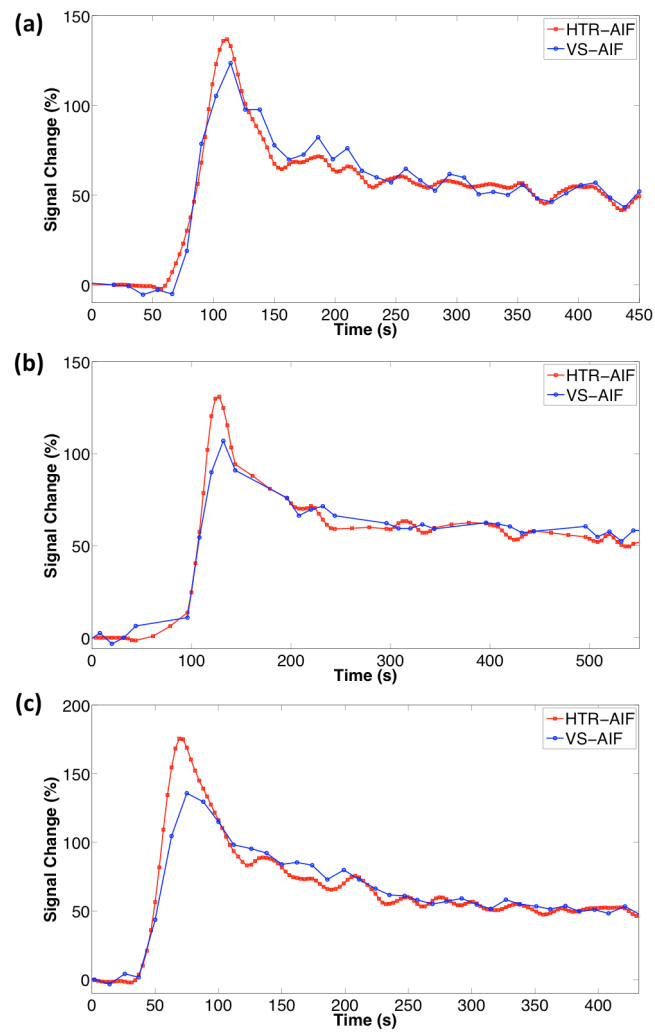 (a)
150
100
50
0
Signal Change (%)
HTR-AIF
VS-AIF
0 50 100 150 200 250 300 350 400 450
Time (s)
(b)
150
100
50
0
Signal Change (%)
HTR-AIF
VS-AIF
0 100 200 300 400 500
Time (s)
(c)
200
150
100
50
0
Signal Change (%)
HTR-AIF
VS-AIF
0 50 100 150 200 250 300 350 400
Time (s)